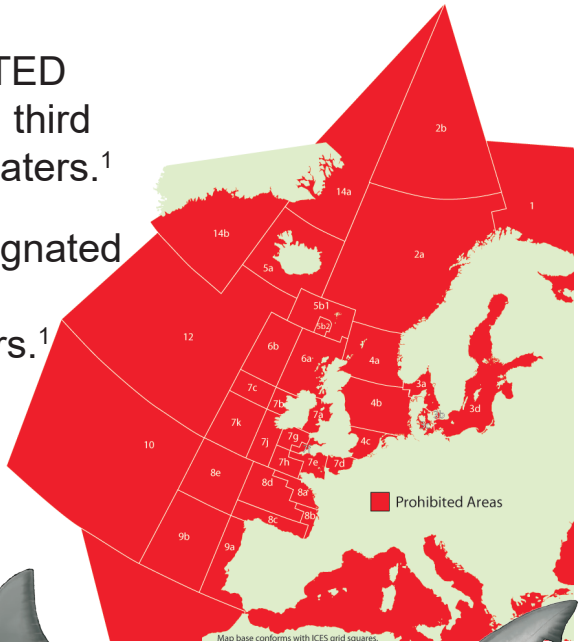 TED
third
aters.¹
gnated
rs.¹
2b
1
14a
14b
2a
5a
5b1
5b2
12
6b
6a
4a
7c
7b
7a
3a
4b
3d
10
7k
7j
7g
4c
7h
7e
7d
8e
8d
8a
8b
8c
9b
9a
Prohibited Areas
Map base conforms with ICES grid squares.